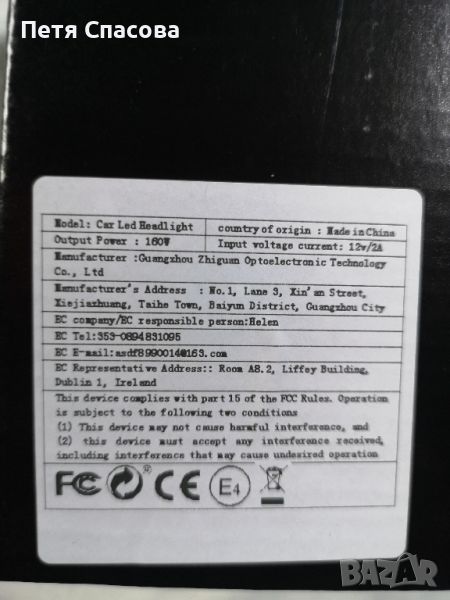 Петя Спасова
Model: Car Led Headlight
country of origin : Made in China
Output Power : 160W
Input voltage current: 12v/2A
Manufacturer :Guangzhou Zhiguan Optoelectronic Technology
Co., Ltd
Manufacturer's Address : No.1, Lane 3, Xin'an Street,
Xiejiazhuang, Taihe Town, Baiyun District, Guangzhou City
EC company/EC responsible person:Helen
EC Tel:353-0894831095
EC E-mail:asdf8990014@163.com
EC Representative Address:: Room A8.2, Liffey Building,
Dublin 1, Ireland
This device complies with part 15 of the FCC Rules. Operation
is subject to the following two conditions
(1) This device may not cause harmful interference, and
(2) this device must accept any interference received,
including interference that may cause undesired operation
FCC ® CE E4
BAZAR